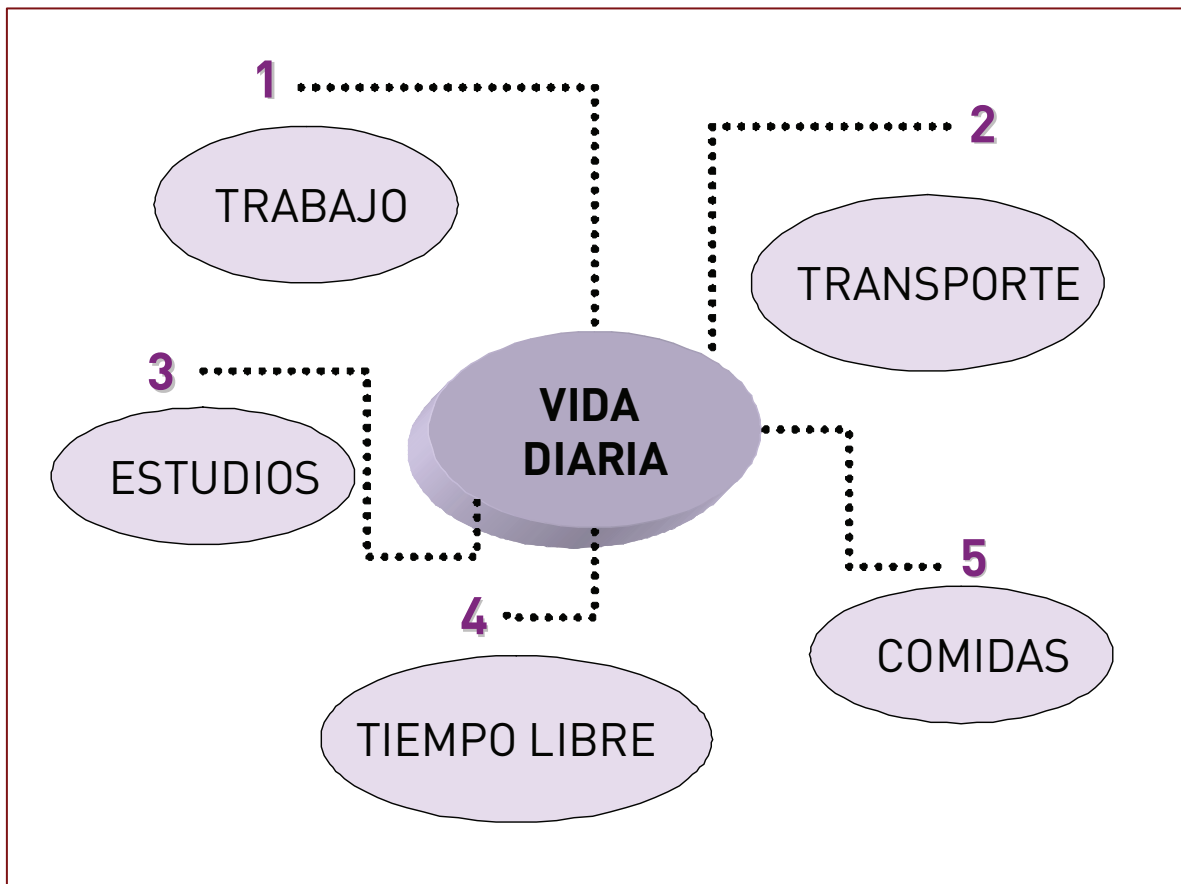 1
TRABAJO
2
TRANSPORTE
3
ESTUDIOS
VIDA
DIARIA
4
TIEMPO LIBRE
5
COMIDAS